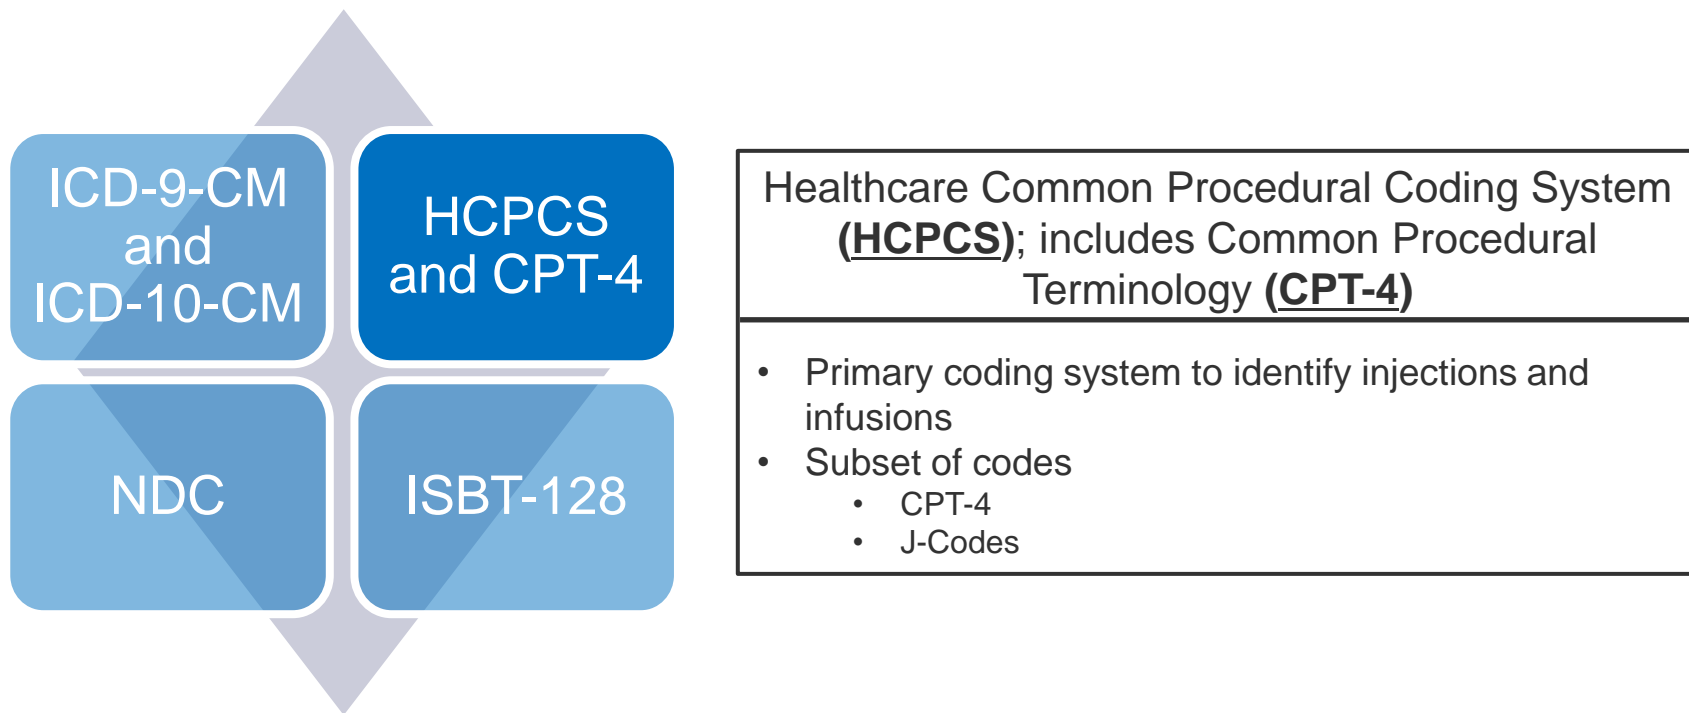 ICD-9-CM
and
ICD-10-CM
HCPCS
and CPT-4
NDC
ISBT-128
Healthcare Common Procedural Coding System
(HCPCS); includes Common Procedural
Terminology (CPT-4)
• Primary coding system to identify injections and
infusions
• Subset of codes
• CPT-4
• J-Codes